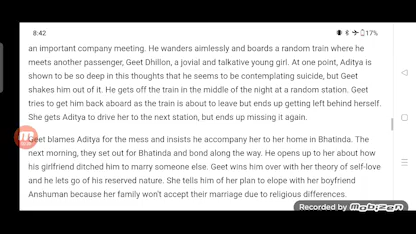 8:42
17%
an important company meeting. He wanders aimlessly and boards a random train where he
meets another passenger, Geet Dhillon, a jovial and talkative young girl. At one point, Aditya is
shown to be so deep in this thoughts that he seems to be contemplating suicide, but Geet
shakes him out of it. He gets off the train in the middle of the night at a random station. Geet
tries to get him back aboard as the train is about to leave but ends up getting left behind herself.
She gets Aditya to drive her to the next station, but ends up missing it again.
Geet blames Aditya for the mess and insists he accompany her to her home in Bhatinda. The
next morning, they set out for Bhatinda and bond along the way. He opens up to her about how
his girlfriend ditched him to marry someone else. Geet wins him over with her theory of self-love
and he lets go of his reserved nature. She tells him of her plan to elope with her boyfriend
Anshuman because her family won't accept their marriage due to religious differences.
Recorded by Mobizen